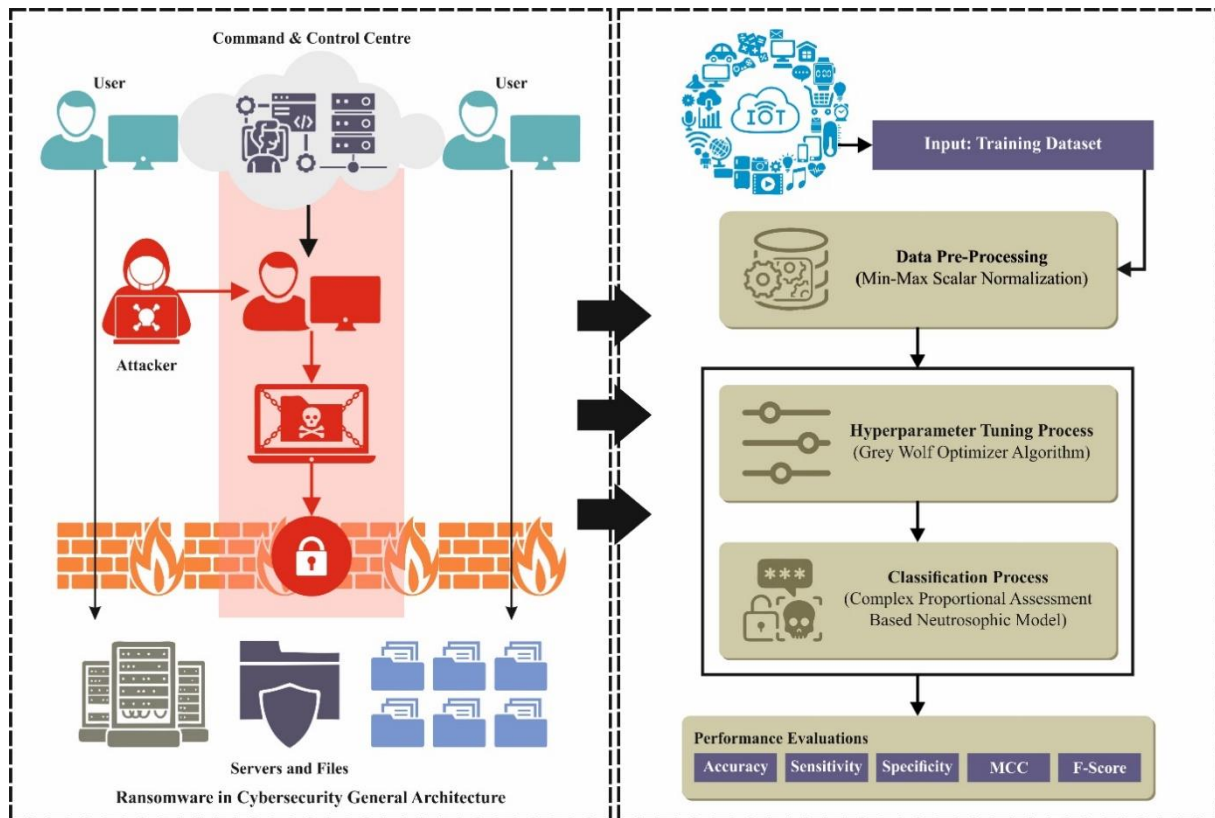 Command & Control Centre
User
User
Attacker
Servers and Files
Ransomware in Cybersecurity General Architecture
IOT
Input: Training Dataset
Data Pre-Processing
(Min-Max Scalar Normalization)
Hyperparameter Tuning Process
(Grey Wolf Optimizer Algorithm)
***
Classification Process
(Complex Proportional Assessment
Based Neutrosophic Model)
Performance Evaluations
Accuracy
Sensitivity
Specificity
MCC
F-Score